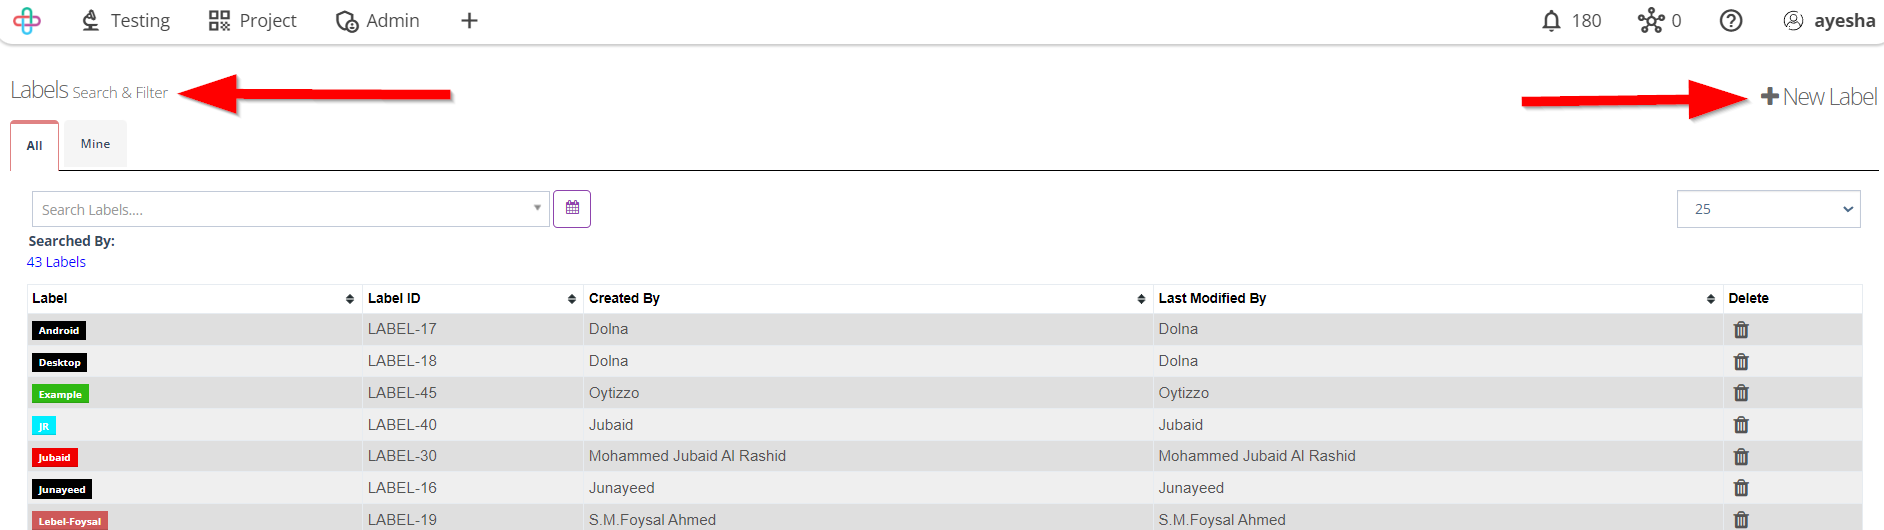 Testing Project Admin 180 0 ayesha
Labels Search & Filter
New Label
All Mine
Search Labels.... 25
Searched By:
43 Labels
Label Label ID Created By Last Modified By Delete
Android LABEL-17 Dolna Dolna
Desktop LABEL-18 Dolna Dolna
Example LABEL-45 Oytizzo Oytizzo
JR LABEL-40 Jubaid Jubaid
Jubaid LABEL-30 Mohammed Jubaid Al Rashid Mohammed Jubaid Al Rashid
Junayeed LABEL-16 Junayeed Junayeed
Lebel-Foysal LABEL-19 S.M.Foysal Ahmed S.M.Foysal Ahmed